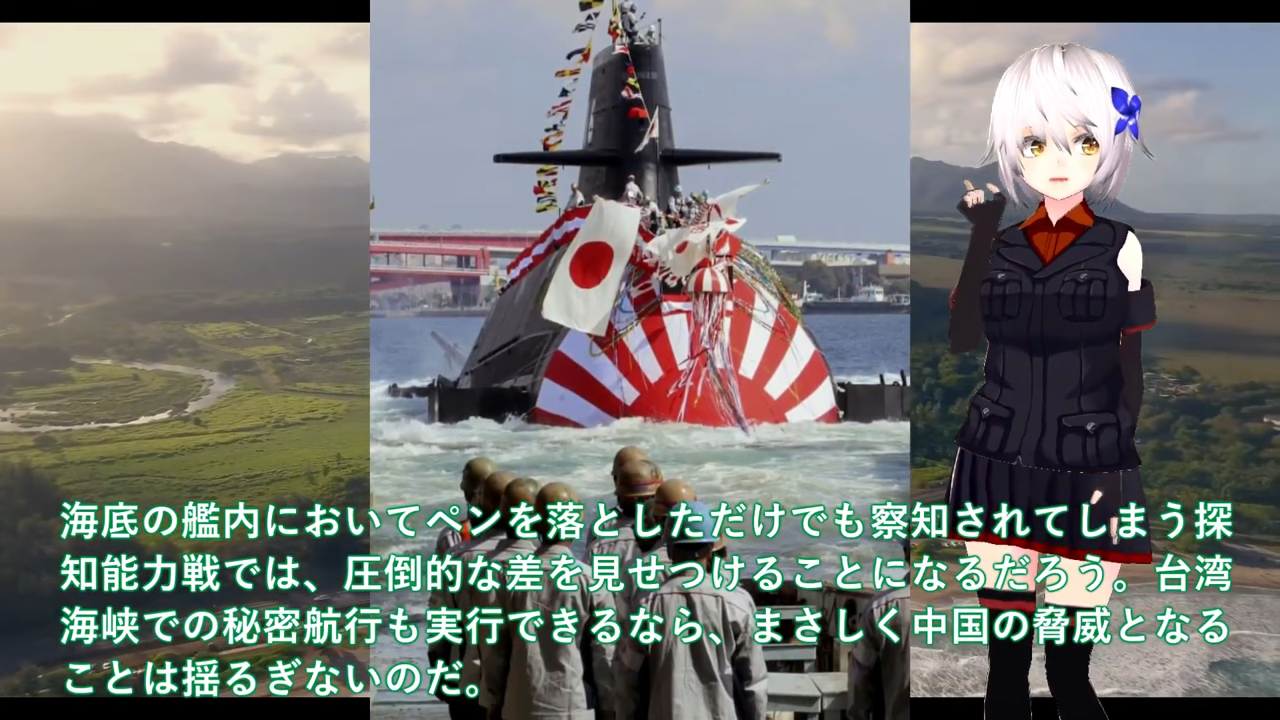 海底の艦内においてペンを落としただけでも察知されてしまう探
知能力戦では、圧倒的な差を見せつけることになるだろう。台湾
海峡での秘密航行も実行できるなら、まさしく中国の脅威となる
ことは揺るぎないのだ。